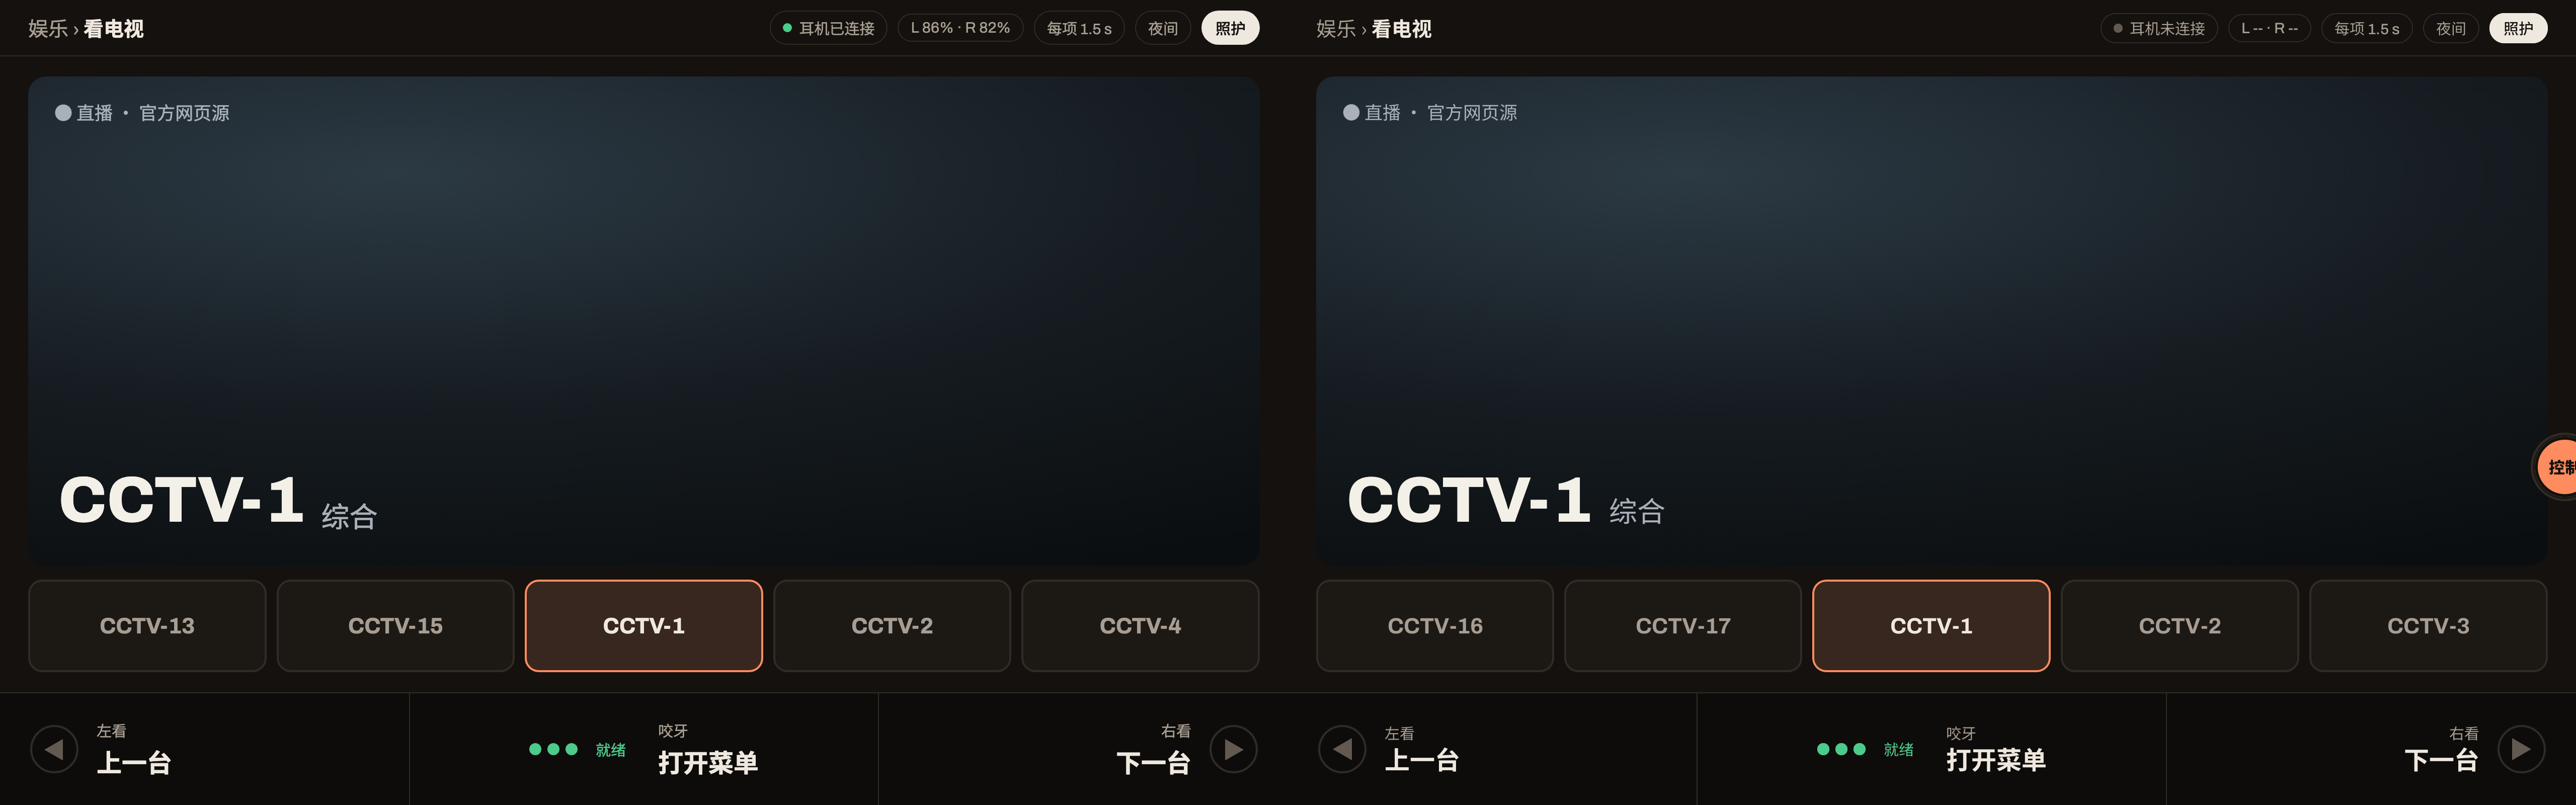 娱乐 › 看电视
耳机已连接
L 86% · R 82%
每项 1.5 s
夜间
照护
直播 · 官方网页源
CCTV-1 综合
CCTV-13
CCTV-15
CCTV-1
CCTV-2
CCTV-4
左看
上一台
就绪
咬牙
打开菜单
右看
下一台
娱乐 › 看电视
耳机未连接
L -- · R --
每项 1.5 s
夜间
照护
直播 · 官方网页源
CCTV-1 综合
控制
CCTV-16
CCTV-17
CCTV-1
CCTV-2
CCTV-3
左看
上一台
就绪
咬牙
打开菜单
右看
下一台